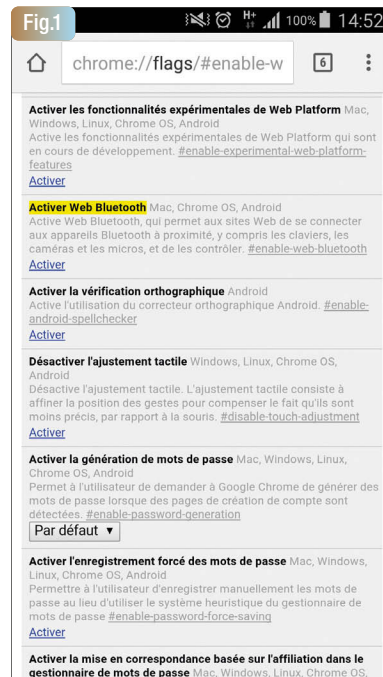 Fig.1
H+ 100% 14:52
chrome://flags/#enable-w 6
Activer les fonctionnalités expérimentales de Web Platform Mac,
Windows, Linux, Chrome OS, Android
Active les fonctionnalités expérimentales de Web Platform qui sont
en cours de développement. #enable-experimental-web-platform-
features
Activer
Activer Web Bluetooth Mac, Chrome OS, Android
Active Web Bluetooth, qui permet aux sites Web de se connecter
aux appareils Bluetooth à proximité, y compris les claviers, les
caméras et les micros, et de les contrôler. #enable-web-bluetooth
Activer
Activer la vérification orthographique Android
Active l'utilisation du correcteur orthographique Android. #enable-
android-spellchecker
Activer
Désactiver l'ajustement tactile Windows, Linux, Chrome OS,
Android
Désactive l'ajustement tactile. L'ajustement tactile consiste à
affiner la position des gestes pour compenser le fait qu'ils sont
moins précis, par rapport à la souris. #disable-touch-adjustment
Activer
Activer la génération de mots de passe Mac, Windows, Linux,
Chrome OS, Android
Permet à l'utilisateur de demander à Google Chrome de générer des
mots de passe lorsque des pages de création de compte sont
détectées. #enable-password-generation
Par défaut
Activer l'enregistrement forcé des mots de passe Mac, Windows,
Linux, Chrome OS, Android
Permettre à l'utilisateur d'enregistrer manuellement les mots de
passe au lieu d'utiliser le système heuristique du gestionnaire de
mots de passe #enable-password-force-saving
Activer
Activer la mise en correspondance basée sur l'affiliation dans le
gestionnaire de mots de passe Mac, Windows, Linux, Chrome OS,